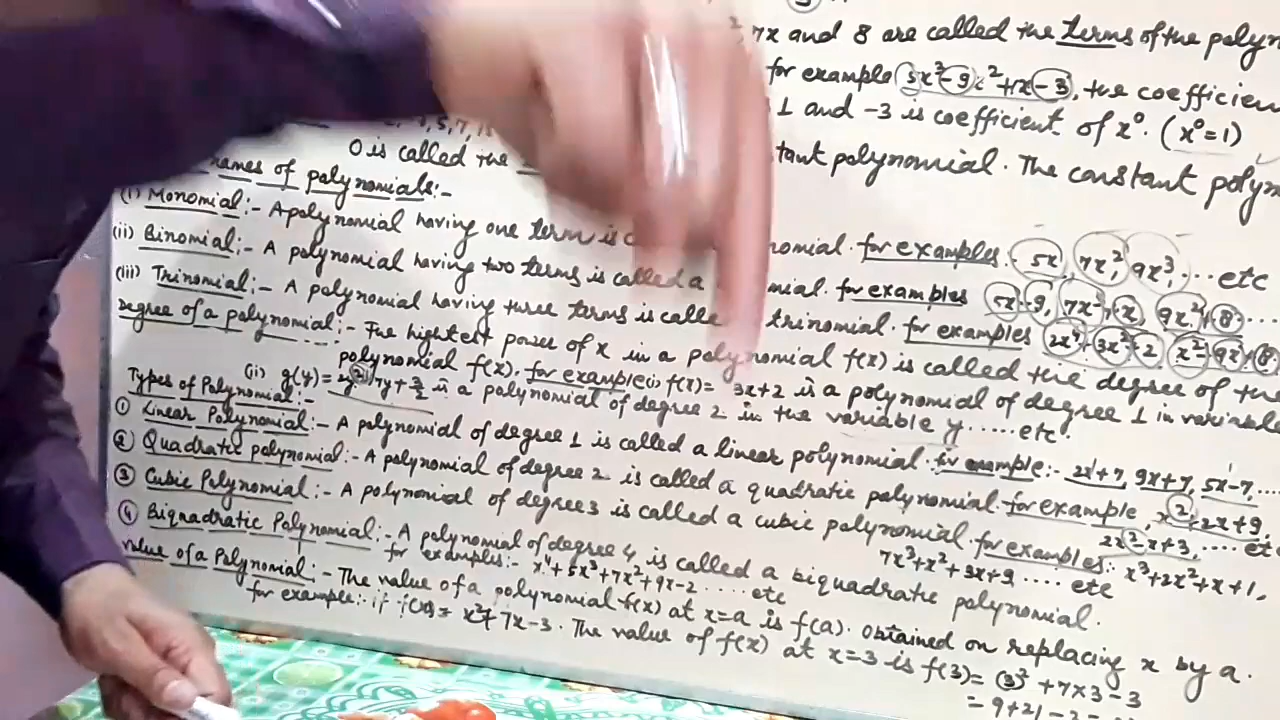 7x and 8 are called the terms of the polyn
for example 5x³-9x²+x-3, the coefficien
1 and -3 is coefficient of x⁰. (x⁰=1)
0 is called the
tant polynomial. The constant polyn
names of polynomials:-
(i) Monomial:- A polynomial having one term is c nomial. for examples. 5x, 7x², 9x³, ... etc
(ii) Binomial:- A polynomial having two terms is called a mial. for examples 5x-9, 7x²+x, 9x²+8 ....
(iii) Trinomial:- A polynomial having three terms is calle trinomial. for examples 2x⁴+3x²+2, x²-9x+8
Degree of a polynomial:- The highest power of x in a polynomial f(x) is called the degree of the
polynomial f(x). for example (i) f(x)= 3x+2 is a polynomial of degree 1 in variable
(ii) g(y)= 7y+3/2 is a polynomial of degree 2 in the variable y.....etc.
Types of Polynomial:-
① Linear Polynomial:- A polynomial of degree 1 is called a linear polynomial. for example:- 2x¹+7, 9x+7, 5x-7, ...
② Quadratic polynomial:- A polynomial of degree 2 is called a quadratic polynomial. for example, x²+2x+9,
2x²-x+3, .... et
③ Cubic Polynomial:- A polynomial of degree 3 is called a cubic polynomial. for examples:- x³+2x²+x+1,
7x³+x²+3x+9 .... etc
④ Biquadratic Polynomial:- A polynomial of degree 4 is called a biquadratic polynomial.
for examples:- x⁴+5x³+7x²+9x-2 .... etc
Value of a Polynomial:- The value of a polynomial f(x) at x=a is f(a). Obtained on replacing x by a.
for example:- if f(x)= x²+7x-3. The value of f(x) at x=3 is f(3)= (3)²+7×3-3
= 9+21-3